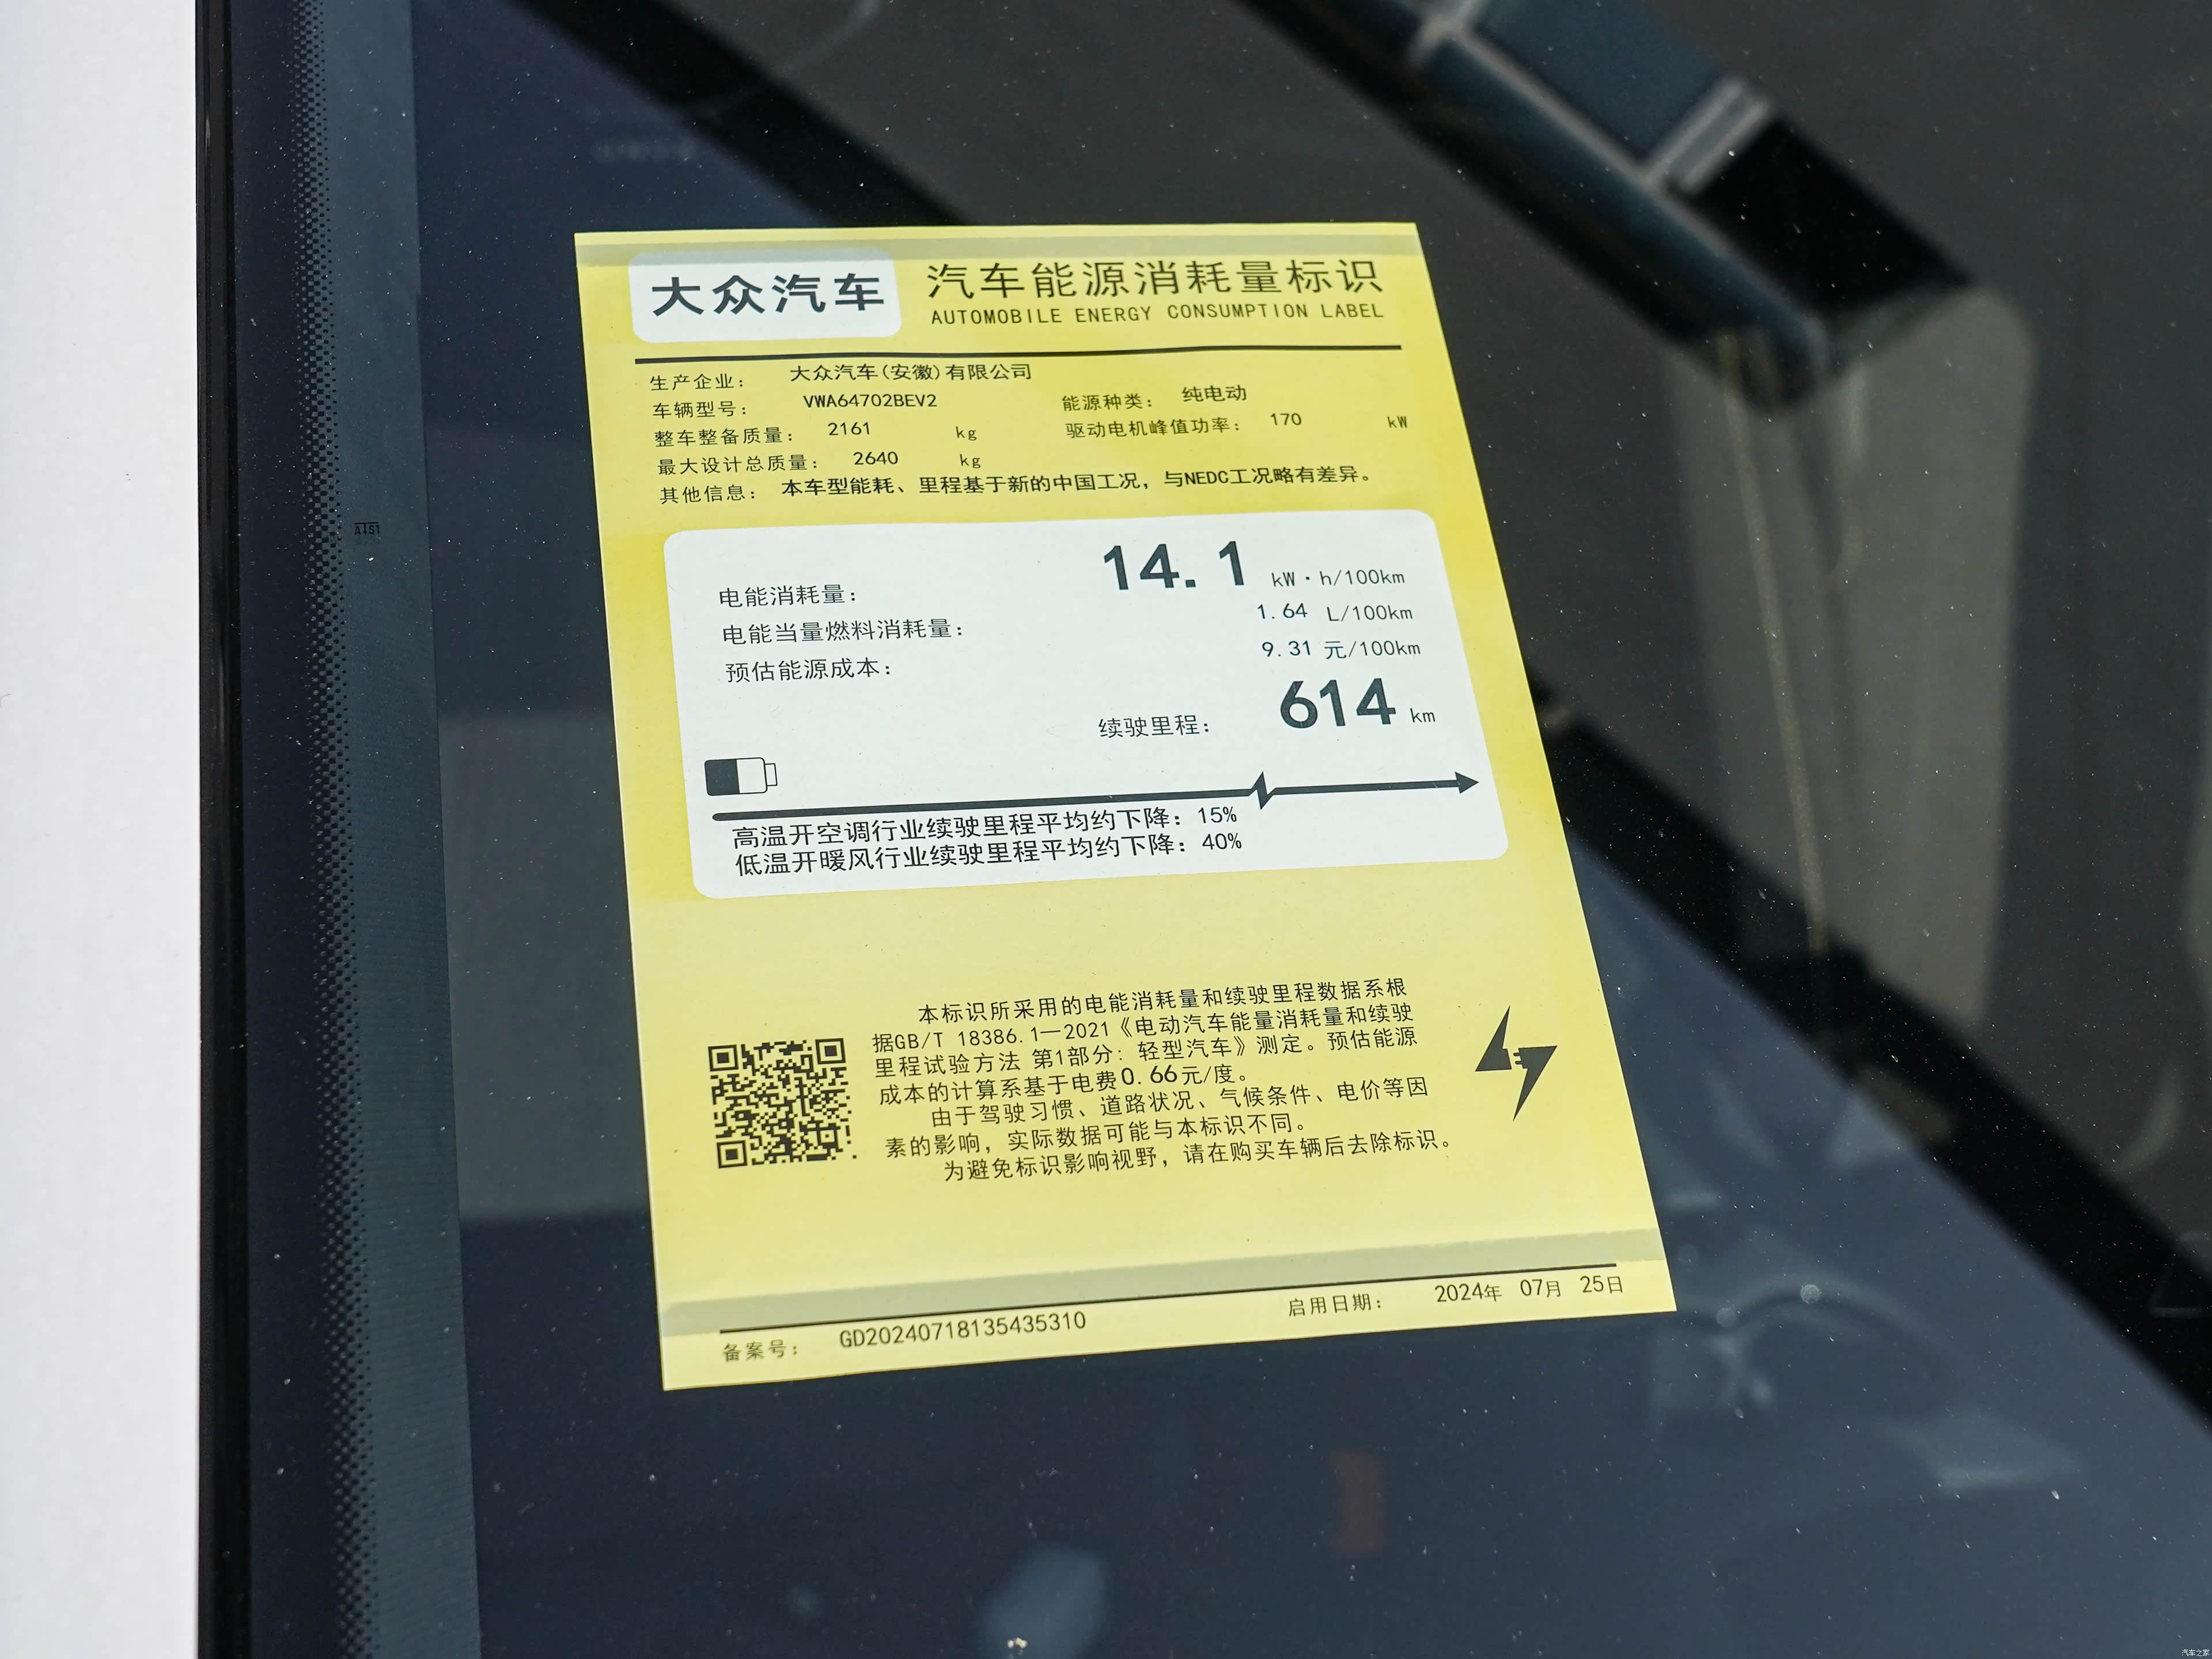 大众汽车
汽车能源消耗量标识
AUTOMOBILE ENERGY CONSUMPTION LABEL
生产企业： 大众汽车(安徽)有限公司
车辆型号： VWA64702BEV2 能源种类： 纯电动
整车整备质量： 2161 kg 驱动电机峰值功率： 170 kW
最大设计总质量： 2640 kg
其他信息： 本车型能耗、里程基于新的中国工况，与NEDC工况略有差异。
电能消耗量： 14.1 kW·h/100km
电能当量燃料消耗量： 1.64 L/100km
预估能源成本： 9.31 元/100km
续驶里程： 614 km
高温开空调行业续驶里程平均约下降：15%
低温开暖风行业续驶里程平均约下降：40%
本标识所采用的电能消耗量和续驶里程数据系根
据GB/T 18386.1—2021《电动汽车能量消耗量和续驶
里程试验方法 第1部分：轻型汽车》测定。预估能源
成本的计算系基于电费0.66元/度。
由于驾驶习惯、道路状况、气候条件、电价等因
素的影响，实际数据可能与本标识不同。
为避免标识影响视野，请在购买车辆后去除标识。
备案号： GD20240718135435310 启用日期： 2024年 07月 25日
汽车之家